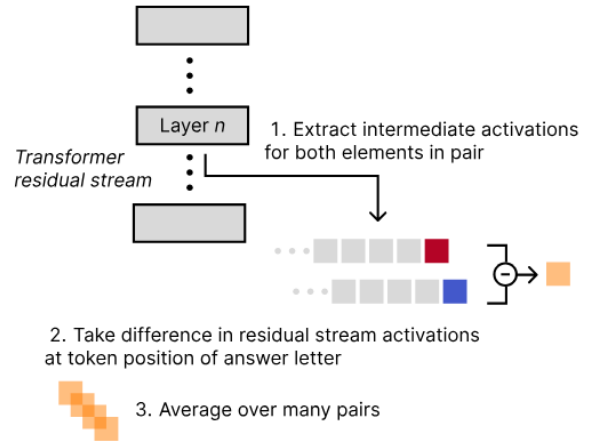 Layer n
1. Extract intermediate activations
for both elements in pair
Transformer
residual stream
2. Take difference in residual stream activations
at token position of answer letter
3. Average over many pairs